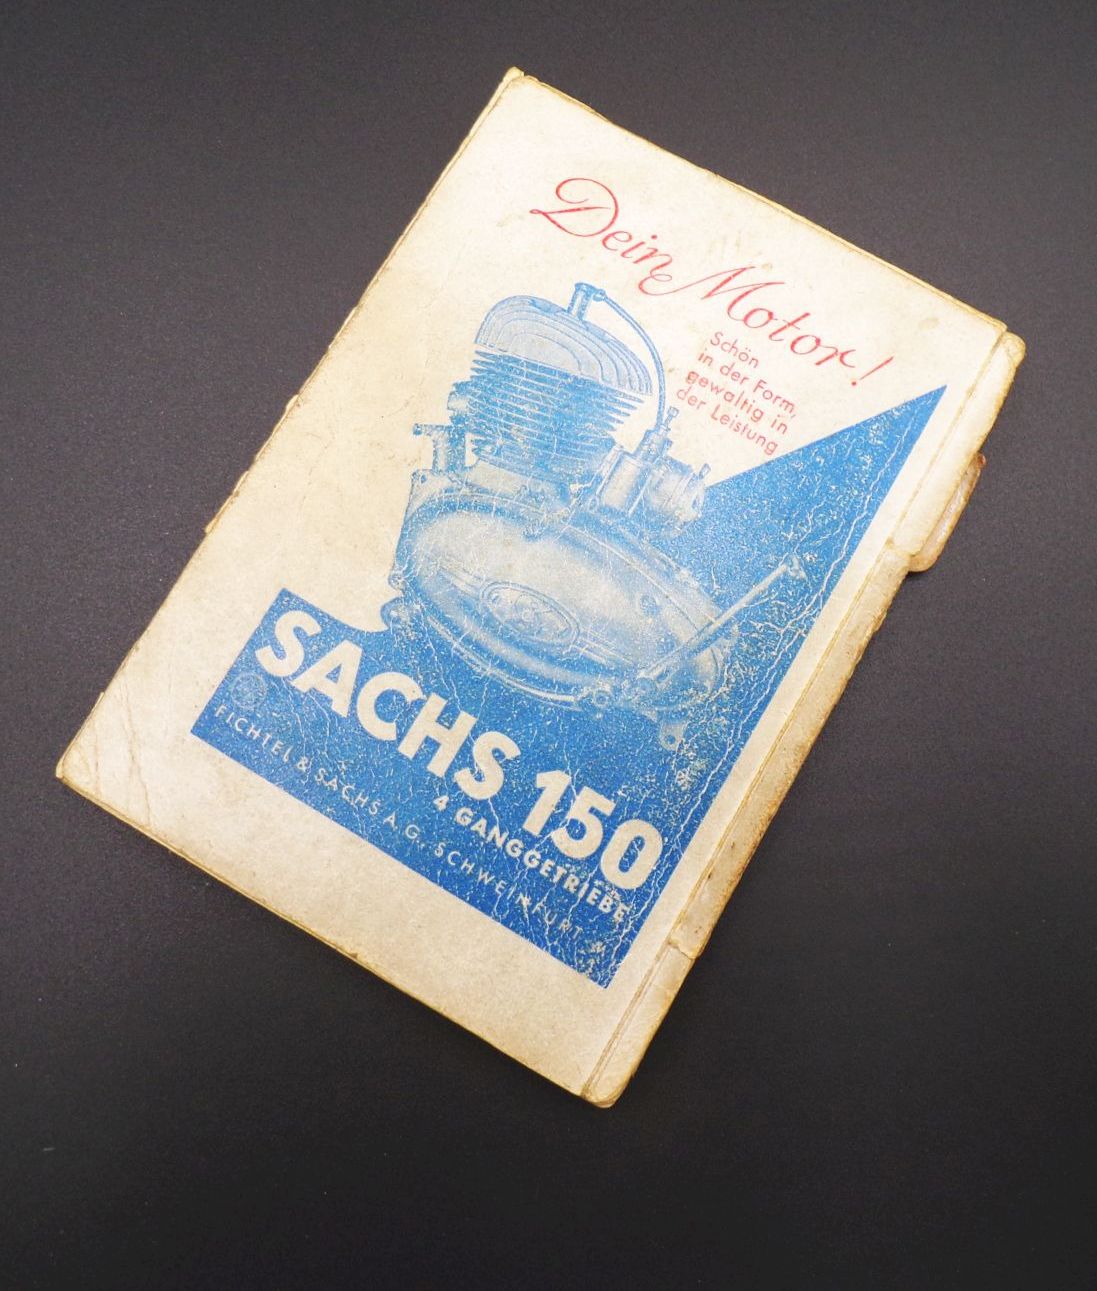 Dein Motor!
Schön
in der Form,
gewaltig in
der Leistung
SACHS 150
4 GANGGETRIEBE
FICHTEL & SACHS A.G., SCHWEINFURT